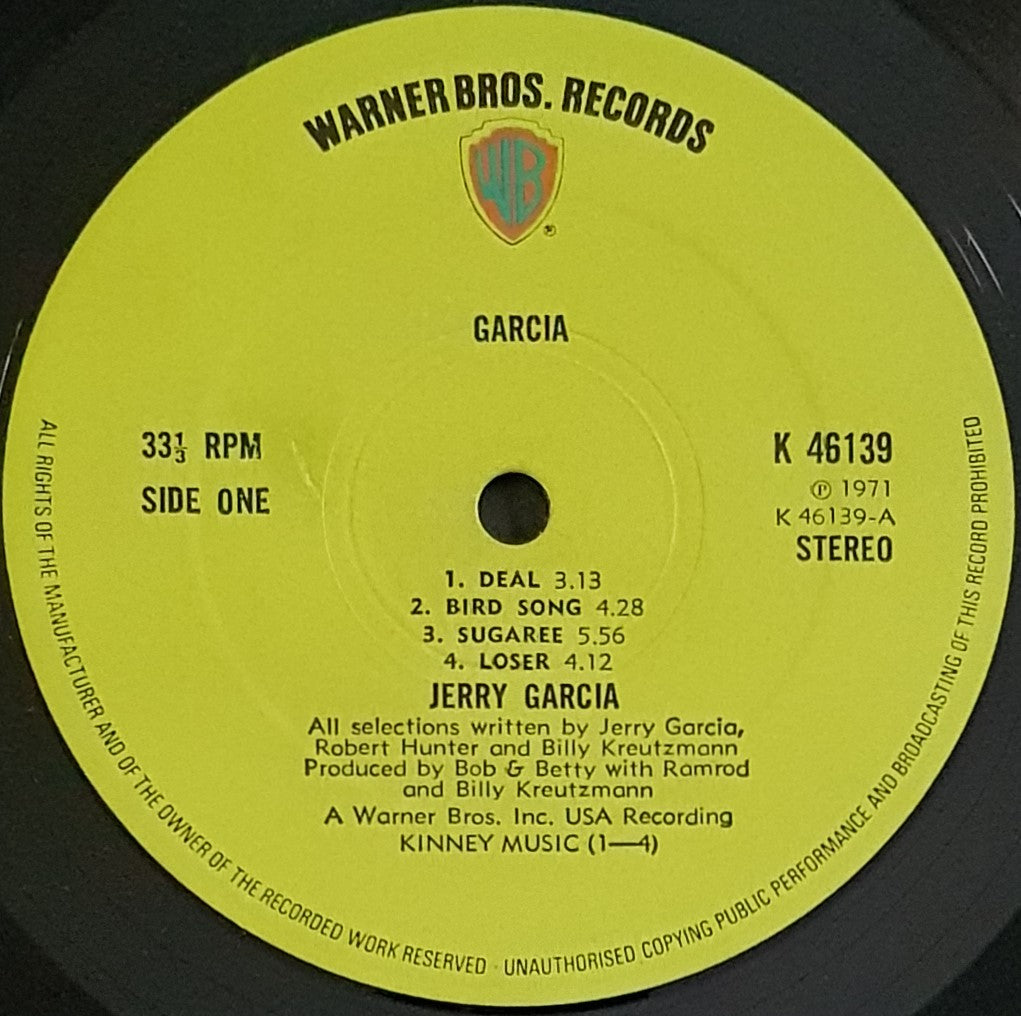 WARNER BROS. RECORDS
WB
®
GARCIA
33⅓ RPM
SIDE ONE
K 46139
℗ 1971
K 46139-A
STEREO
1. DEAL 3.13
2. BIRD SONG 4.28
3. SUGAREE 5.56
4. LOSER 4.12
JERRY GARCIA
All selections written by Jerry Garcia,
Robert Hunter and Billy Kreutzmann
Produced by Bob & Betty with Ramrod
and Billy Kreutzmann
A Warner Bros. Inc. USA Recording
KINNEY MUSIC (1—4)
ALL RIGHTS OF THE MANUFACTURER AND OF THE OWNER OF THE RECORDED WORK RESERVED · UNAUTHORISED COPYING PUBLIC PERFORMANCE AND BROADCASTING OF THIS RECORD PROHIBITED